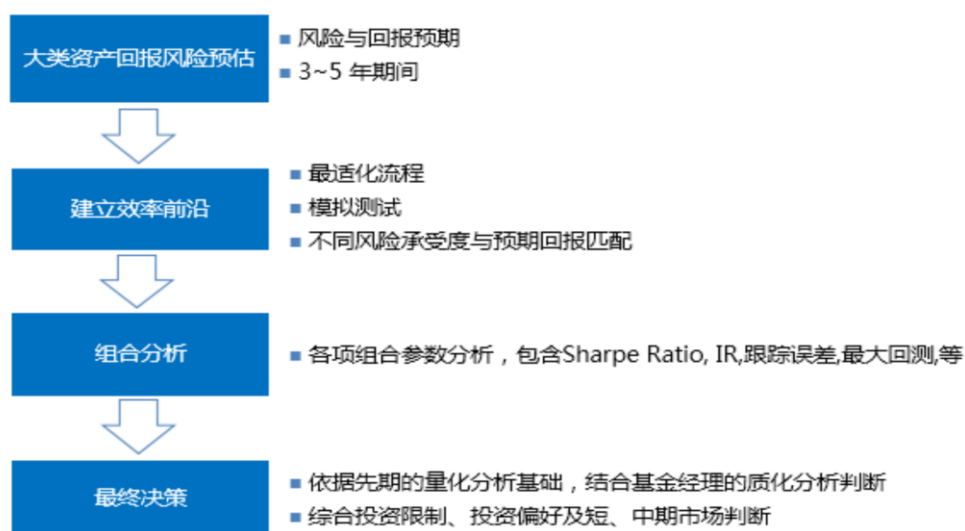 大类资产回报风险预估
■ 风险与回报预期
■ 3~5 年期间
建立效率前沿
■ 最适化流程
■ 模拟测试
■ 不同风险承受度与预期回报匹配
组合分析
■ 各项组合参数分析，包含Sharpe Ratio, IR,跟踪误差,最大回测,等
最终决策
■ 依据先期的量化分析基础，结合基金经理的质化分析判断
■ 综合投资限制、投资偏好及短、中期市场判断